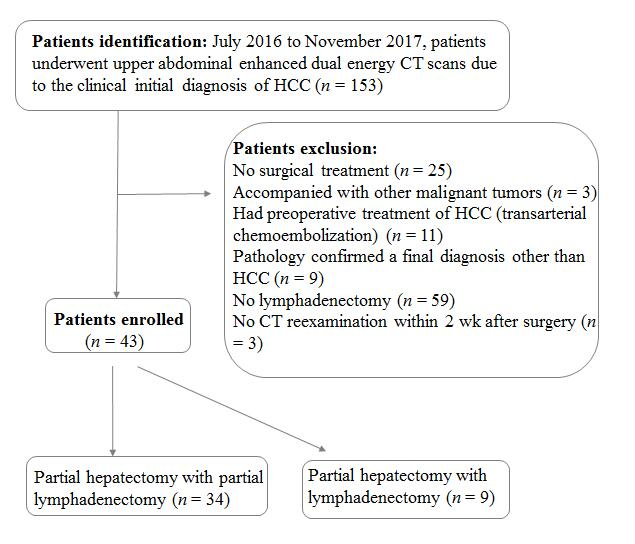 Patients identification: July 2016 to November 2017, patients
underwent upper abdominal enhanced dual energy CT scans due
to the clinical initial diagnosis of HCC (n = 153)
Patients exclusion:
No surgical treatment (n = 25)
Accompanied with other malignant tumors (n = 3)
Had preoperative treatment of HCC (transarterial
chemoembolization) (n = 11)
Pathology confirmed a final diagnosis other than
HCC (n = 9)
No lymphadenectomy (n = 59)
No CT reexamination within 2 wk after surgery (n
= 3)
Patients enrolled
(n = 43)
Partial hepatectomy with partial
lymphadenectomy (n = 34)
Partial hepatectomy with
lymphadenectomy (n = 9)